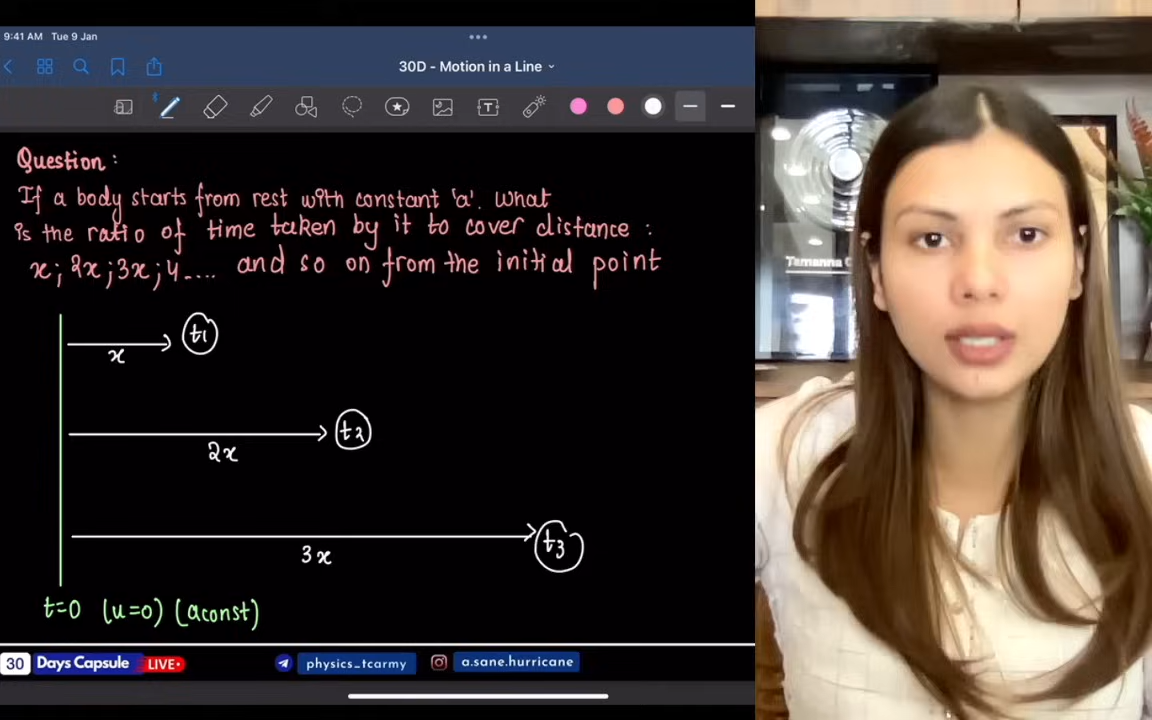 9:41 AM Tue 9 Jan
30D - Motion in a Line
Question:
If a body starts from rest with constant 'a'. What
is the ratio of time taken by it to cover distance :
x; 2x; 3x; 4.... and so on from the initial point
t1
x
t2
2x
t3
3x
t=0 (u=0) (a const)
30 Days Capsule LIVE
physics_tcarmy
a.sane.hurricane